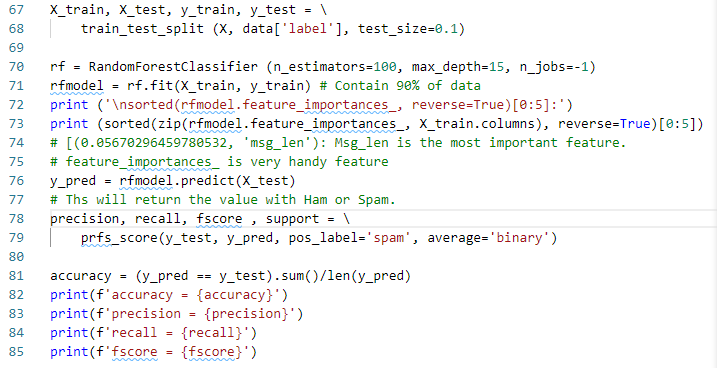 67 X_train, X_test, y_train, y_test = \
68     train_test_split (X, data['label'], test_size=0.1)
69
70 rf = RandomForestClassifier (n_estimators=100, max_depth=15, n_jobs=-1)
71 rfmodel = rf.fit(X_train, y_train) # Contain 90% of data
72 print ('\nsorted(rfmodel.feature_importances_, reverse=True)[0:5]:')
73 print (sorted(zip(rfmodel.feature_importances_, X_train.columns), reverse=True)[0:5])
74 # [(0.05670296459780532, 'msg_len'): Msg_len is the most important feature.
75 # feature_importances_ is very handy feature
76 y_pred = rfmodel.predict(X_test)
77 # Ths will return the value with Ham or Spam.
78 precision, recall, fscore , support = \
79     prfs_score(y_test, y_pred, pos_label='spam', average='binary')
80
81 accuracy = (y_pred == y_test).sum()/len(y_pred)
82 print(f'accuracy = {accuracy}')
83 print(f'precision = {precision}')
84 print(f'recall = {recall}')
85 print(f'fscore = {fscore}')